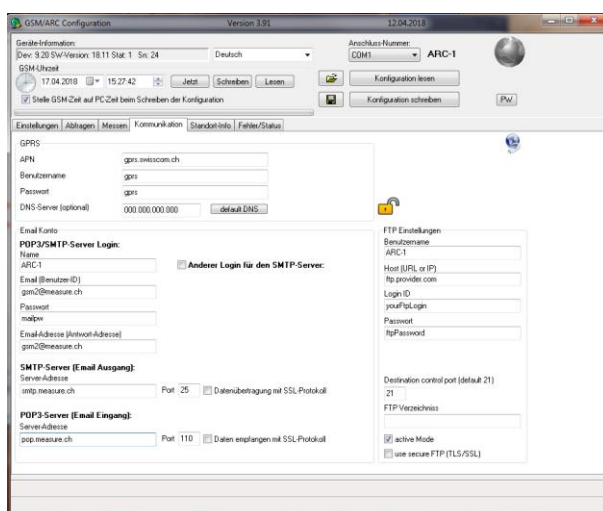 GSM/ARC Configuration Version 3.91 12.04.2018
Geräte-Information:
Dev: 9.20 SW-Version: 18.11 Stat: 1 Sn: 24
Deutsch
Anschluss-Nummer:
COM1
ARC-1
GSM-Uhrzeit
17.04.2018
15:27:42
Jetzt
Schreiben
Lesen
Konfiguration lesen
Stelle GSM-Zeit auf PC-Zeit beim Schreiben der Konfiguration
Konfiguration schreiben
PW
Einstellungen Abfragen Messen Kommunikation Standort-Info Fehler/Status
GPRS
APN gprs.swisscom.ch
Benutzername gprs
Passwort gprs
DNS-Server (optional) 000.000.000.000 default DNS
Email Konto
POP3/SMTP-Server Login:
Name
ARC-1
Anderer Login für den SMTP-Server:
Email (Benutzer-ID)
gsm2@measure.ch
Passwort
mailpw
Email-Adresse (Antwort-Adresse)
gsm2@measure.ch
SMTP-Server (Email Ausgang):
Server-Adresse
smtp.measure.ch Port 25 Datenübertragung mit SSL-Protokoll
POP3-Server (Email Eingang):
Server-Adresse
pop.measure.ch Port 110 Daten empfangen mit SSL-Protokoll
FTP Einstellungen
Benutzername
ARC-1
Host (URL or IP)
ftp.provider.com
Login ID
yourFtpLogin
Passwort
ftpPassword
Destination control port (default 21)
21
FTP Verzeichniss
active Mode
use secure FTP (TLS/SSL)